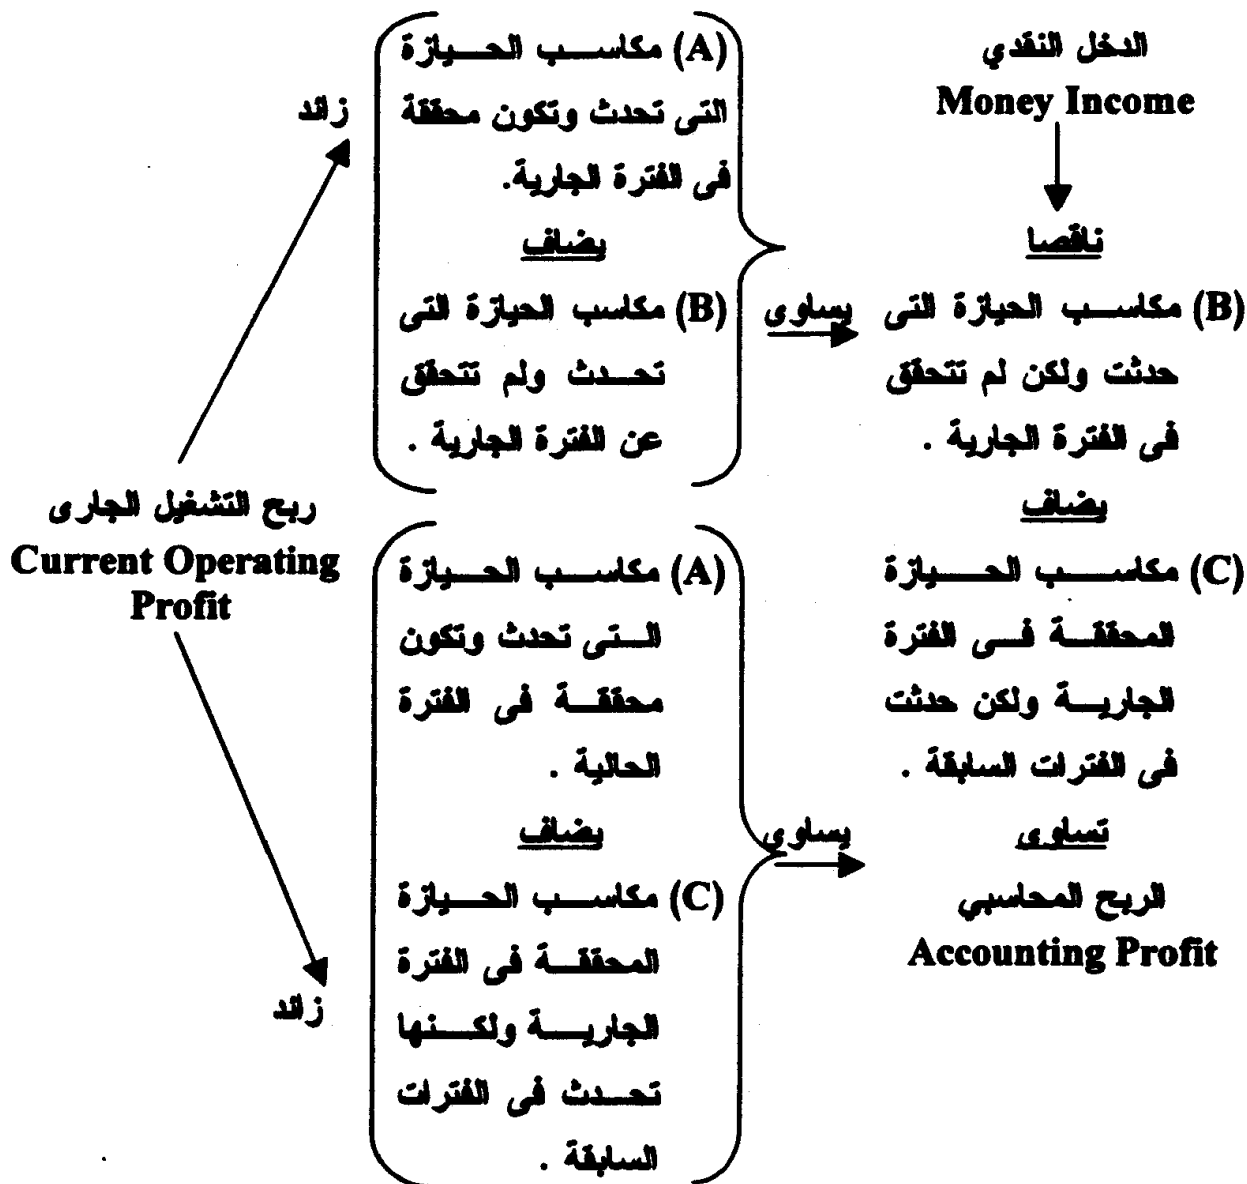 (A) مكاسب الحيازة
التى تحدث وتكون محققة
فى الفترة الجارية.
يضاف
(B) مكاسب الحيازة التى
تحدث ولم تتحقق
عن الفترة الجارية .
زائد
ربح التشغيل الجارى
Current Operating
Profit
زائد
(A) مكاسب الحيازة
التى تحدث وتكون
محققة فى الفترة
الحالية .
يضاف
(C) مكاسب الحيازة
المحققة فى الفترة
الجارية ولكنها
تحدث فى الفترات
السابقة .
يساوى
يساوى
الدخل النقدي
Money Income
ناقصا
(B) مكاسب الحيازة التى
حدثت ولكن لم تتحقق
فى الفترة الجارية .
يضاف
(C) مكاسب الحيازة
المحققة فى الفترة
الجارية ولكن حدثت
فى الفترات السابقة .
تساوى
الربح المحاسبي
Accounting Profit